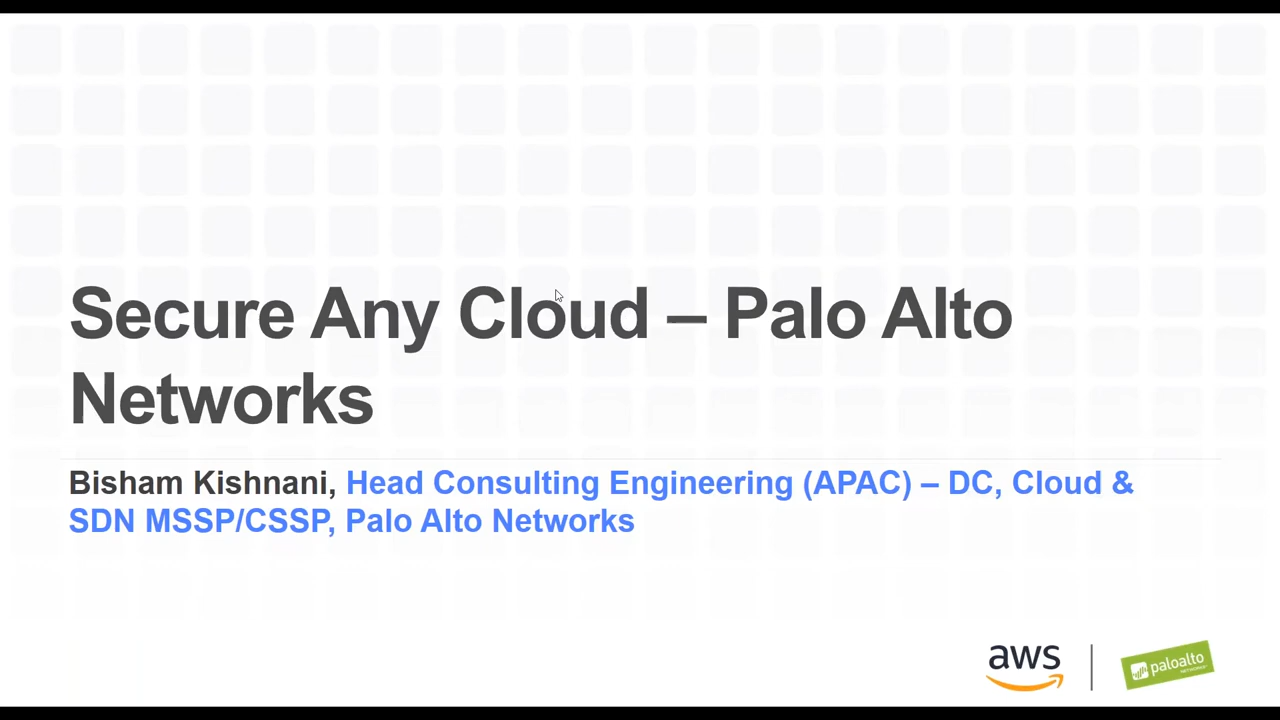 Secure Any Cloud – Palo Alto
Networks
Bisham Kishnani, Head Consulting Engineering (APAC) – DC, Cloud &
SDN MSSP/CSSP, Palo Alto Networks
aws
paloalto
NETWORKS